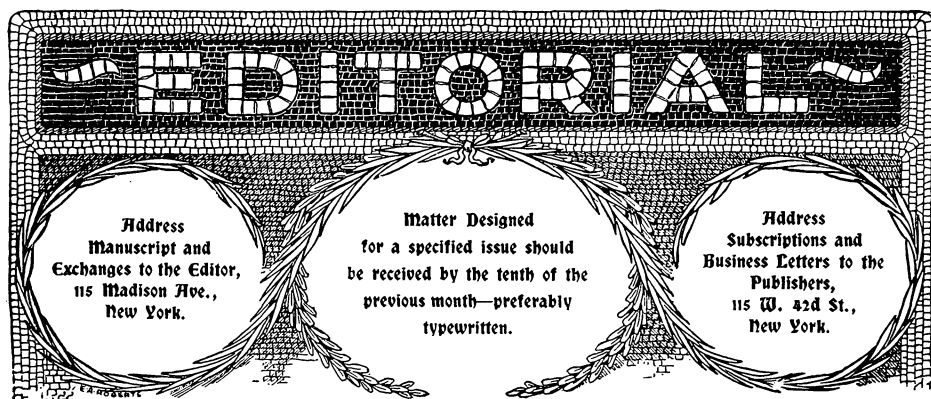 EDITORIAL
Address
Manuscript and
Exchanges to the Editor,
115 Madison Ave.,
New York.
Matter Designed
for a specified issue should
be received by the tenth of the
previous month—preferably
typewritten.
Address
Subscriptions and
Business Letters to the
Publishers,
115 W. 42d St.,
New York.
E.A. ROBERTS